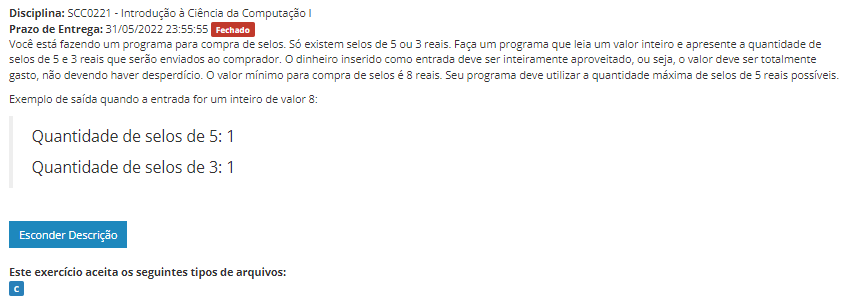 Disciplina: SCC0221 - Introdução à Ciência da Computação I
Prazo de Entrega: 31/05/2022 23:55:55 Fechado
Você está fazendo um programa para compra de selos. Só existem selos de 5 ou 3 reais. Faça um programa que leia um valor inteiro e apresente a quantidade de
selos de 5 e 3 reais que serão enviados ao comprador. O dinheiro inserido como entrada deve ser inteiramente aproveitado, ou seja, o valor deve ser totalmente
gasto, não devendo haver desperdício. O valor mínimo para compra de selos é 8 reais. Seu programa deve utilizar a quantidade máxima de selos de 5 reais possíveis.
Exemplo de saída quando a entrada for um inteiro de valor 8:
Quantidade de selos de 5: 1
Quantidade de selos de 3: 1
Esconder Descrição
Este exercício aceita os seguintes tipos de arquivos:
c